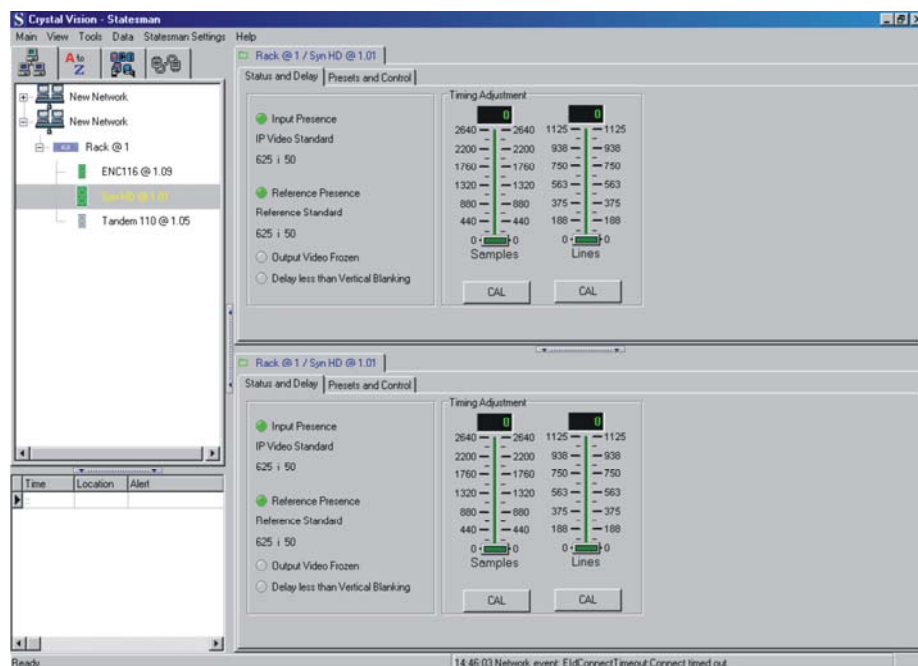 Crystal Vision - Statesman
Main View Tools Data Statesman Settings Help
A to Z
New Network
New Network
Rack @ 1
ENC116 @ 1.09
Syn HD @ 1.01
Tandem 110 @ 1.05
Time Location Alert
Rack @ 1 / Syn HD @ 1.01
Status and Delay Presets and Control
Input Presence
IP Video Standard
625 i 50
Reference Presence
Reference Standard
625 i 50
Output Video Frozen
Delay less than Vertical Blanking
Timing Adjustment
0 0
2640 2640 1125 1125
2200 2200 938 938
1760 1760 750 750
1320 1320 563 563
880 880 375 375
440 440 188 188
0 0 0 0
Samples Lines
CAL CAL
Rack @ 1 / Syn HD @ 1.01
Status and Delay Presets and Control
Input Presence
IP Video Standard
625 i 50
Reference Presence
Reference Standard
625 i 50
Output Video Frozen
Delay less than Vertical Blanking
Timing Adjustment
0 0
2640 2640 1125 1125
2200 2200 938 938
1760 1760 750 750
1320 1320 563 563
880 880 375 375
440 440 188 188
0 0 0 0
Samples Lines
CAL CAL
Ready 14:46:03 Network event: EIdConnectTimeout:Connect timed out